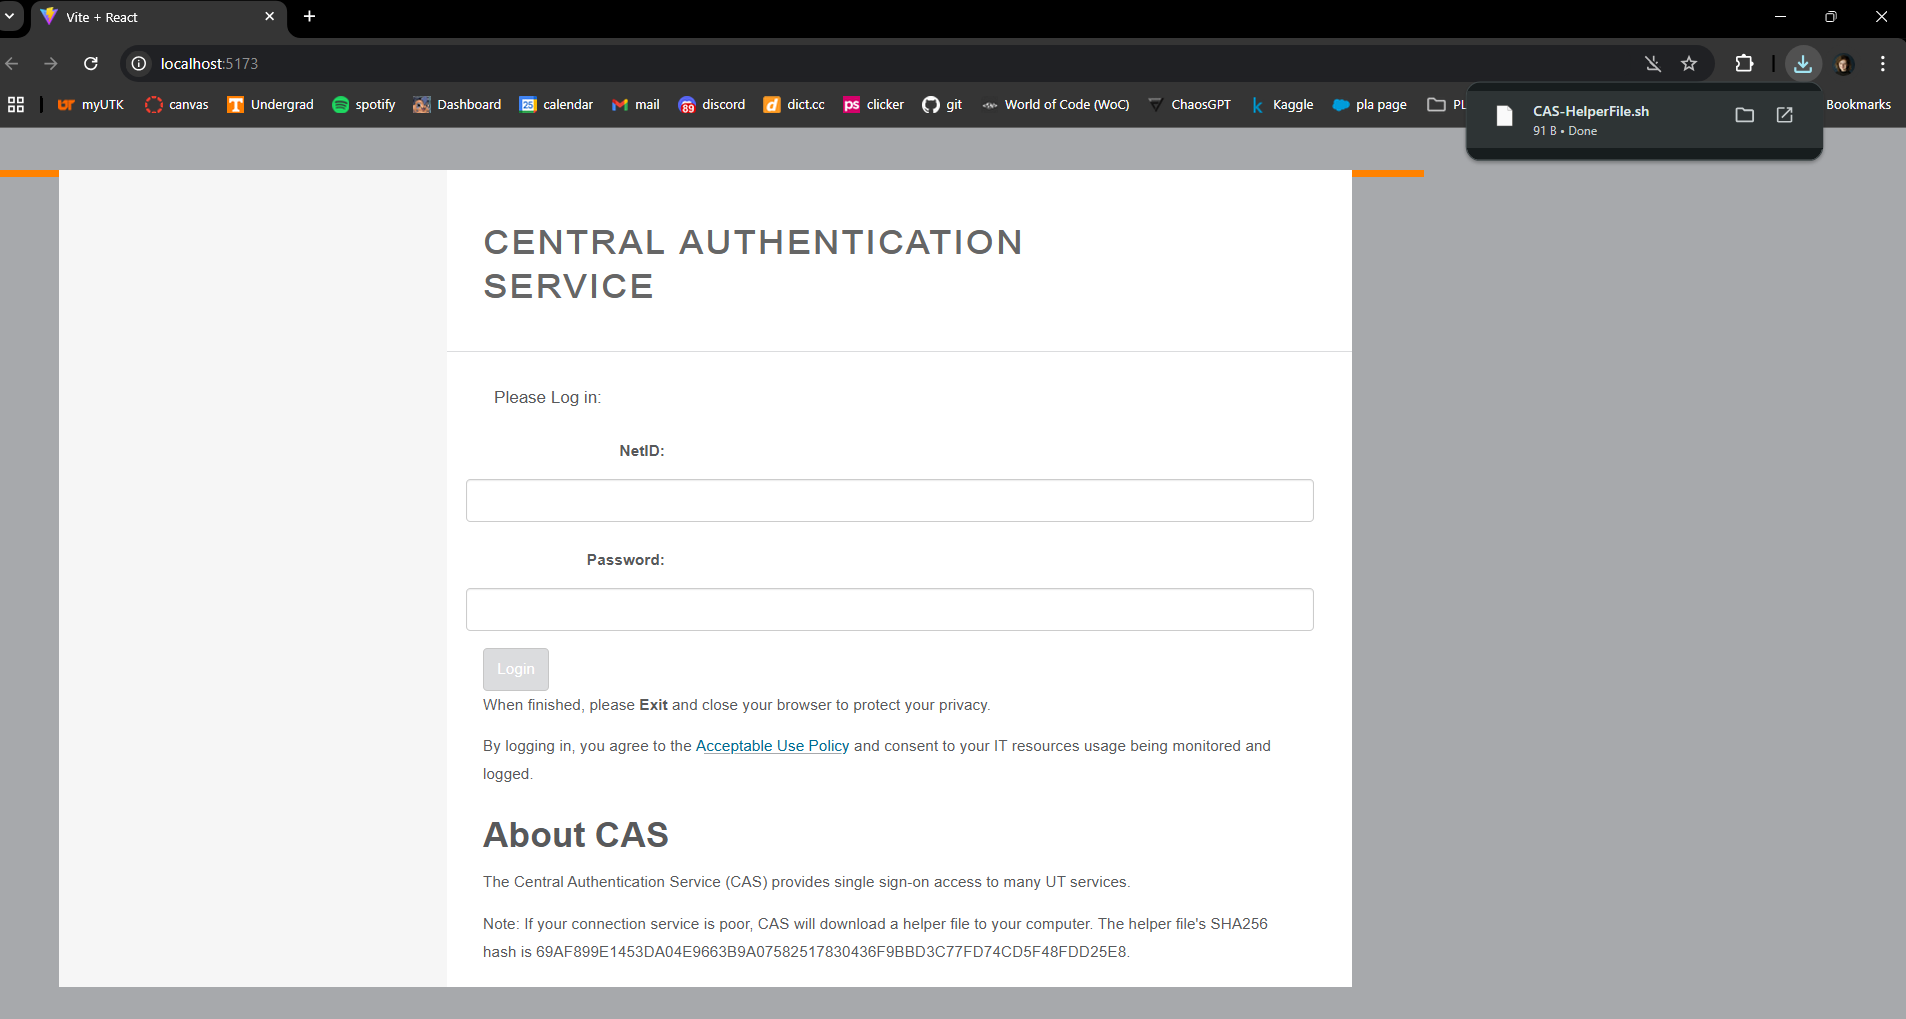 Vite + React
localhost:5173
myUTK
canvas
Undergrad
spotify
Dashboard
calendar
mail
discord
dict.cc
clicker
git
World of Code (WoC)
ChaosGPT
Kaggle
pla page
PL
Bookmarks
CAS-HelperFile.sh
91 B • Done
CENTRAL AUTHENTICATION
SERVICE
Please Log in:
NetID:
Password:
Login
When finished, please Exit and close your browser to protect your privacy.
By logging in, you agree to the Acceptable Use Policy and consent to your IT resources usage being monitored and
logged.
About CAS
The Central Authentication Service (CAS) provides single sign-on access to many UT services.
Note: If your connection service is poor, CAS will download a helper file to your computer. The helper file's SHA256
hash is 69AF899E1453DA04E9663B9A07582517830436F9BBD3C77FD74CD5F48FDD25E8.